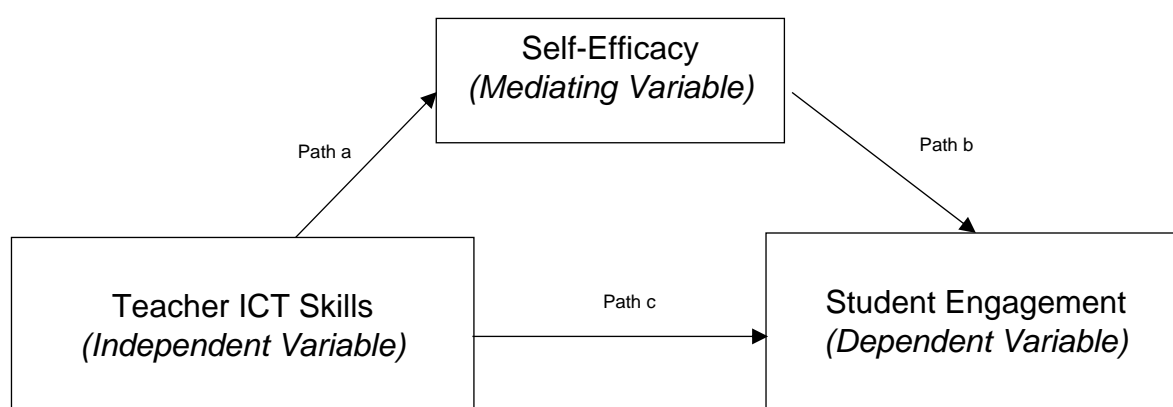 Self-Efficacy
(Mediating Variable)
Path a
Path b
Teacher ICT Skills
(Independent Variable)
Path c
Student Engagement
(Dependent Variable)